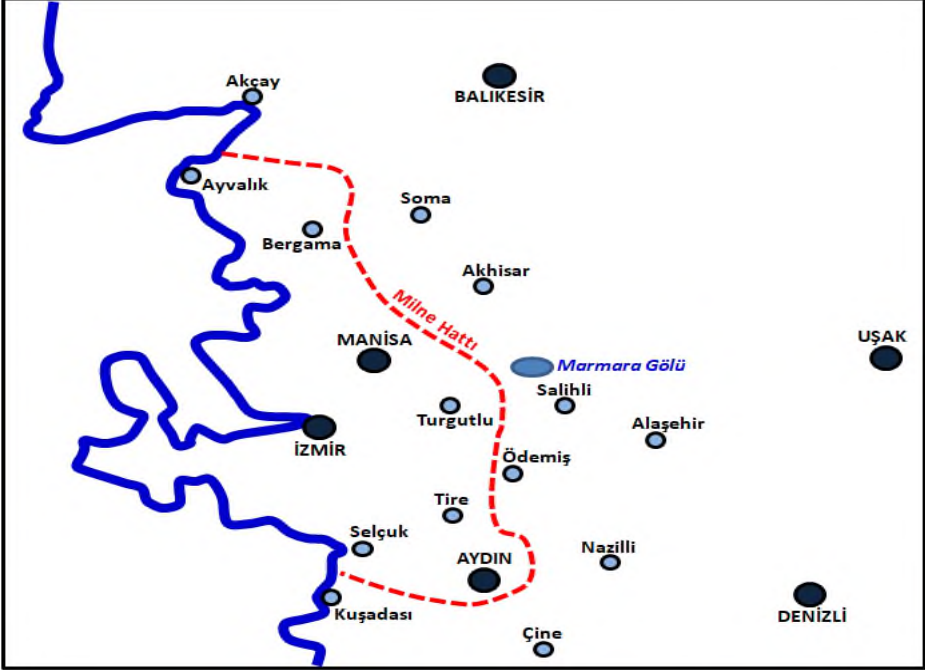 Akçay
BALIKESİR
Ayvalık
Soma
Bergama
Akhisar
Milne Hattı
MANİSA
UŞAK
Marmara Gölü
Salihli
Turgutlu
Alaşehir
İZMİR
Ödemiş
Tire
Selçuk
AYDIN
Nazilli
Kuşadası
DENİZLİ
Çine